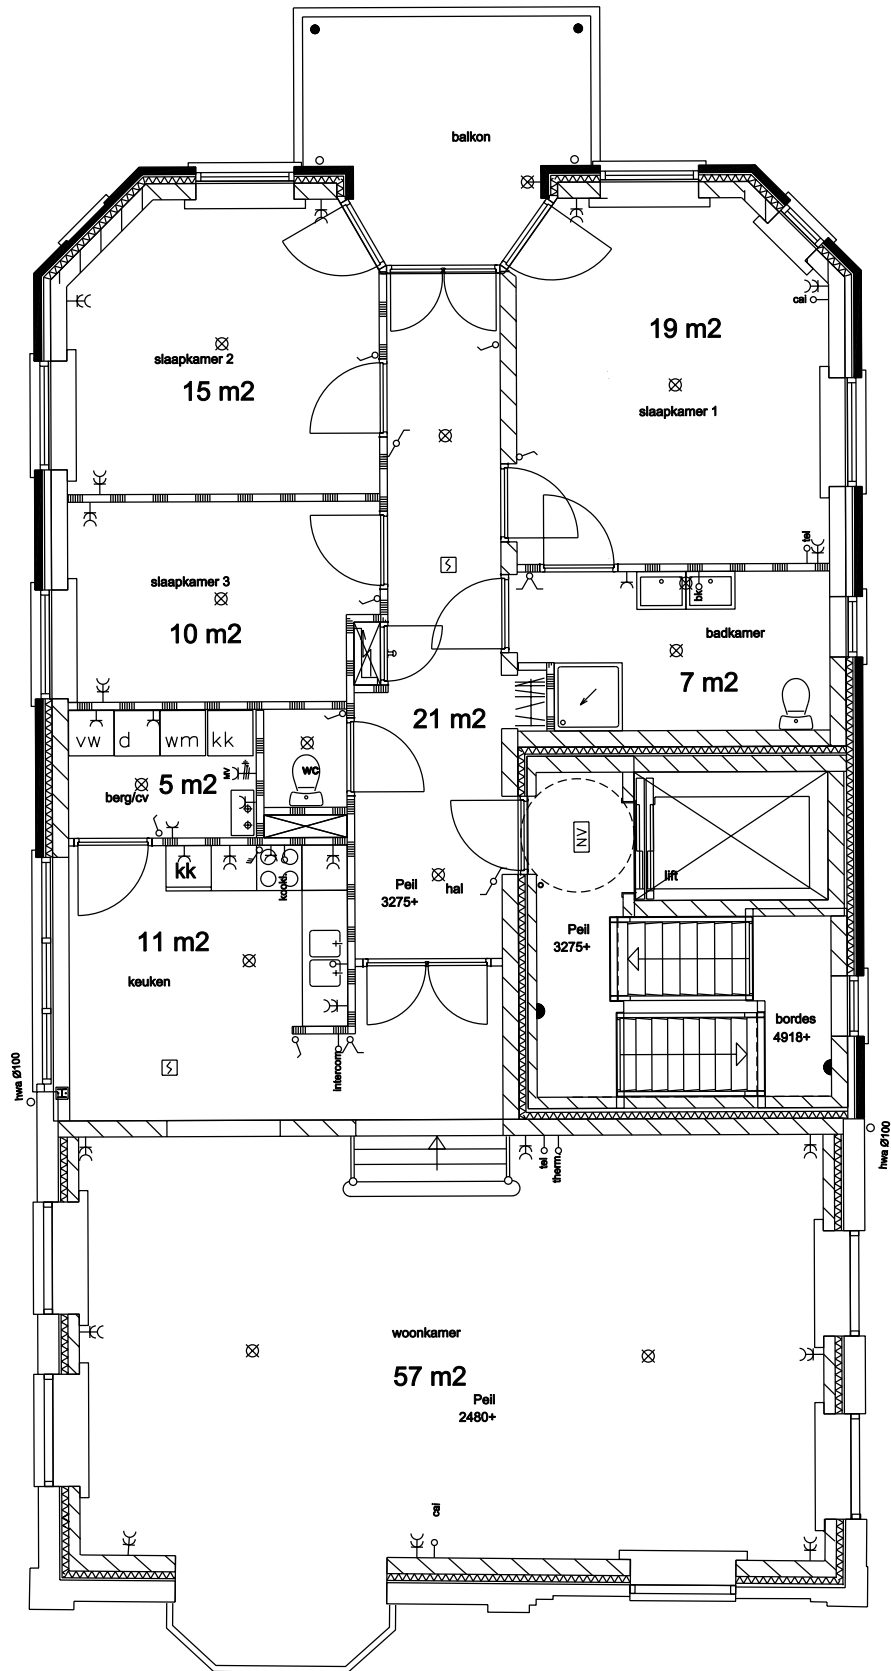 balkon
19 m2
cai
slaapkamer 2
15 m2
slaapkamer 1
tel
slaapkamer 3
10 m2
bk
badkamer
7 m2
21 m2
vw d wm kk
wc
MV
5 m2
berg/cv
NV
lift
kk
kookt.
Peil
3275+
hal
11 m2
Peil
3275+
keuken
bordes
4918+
intercom
hwa Ø100
hwa Ø100
tel
therm.
woonkamer
57 m2
Peil
2480+
cai